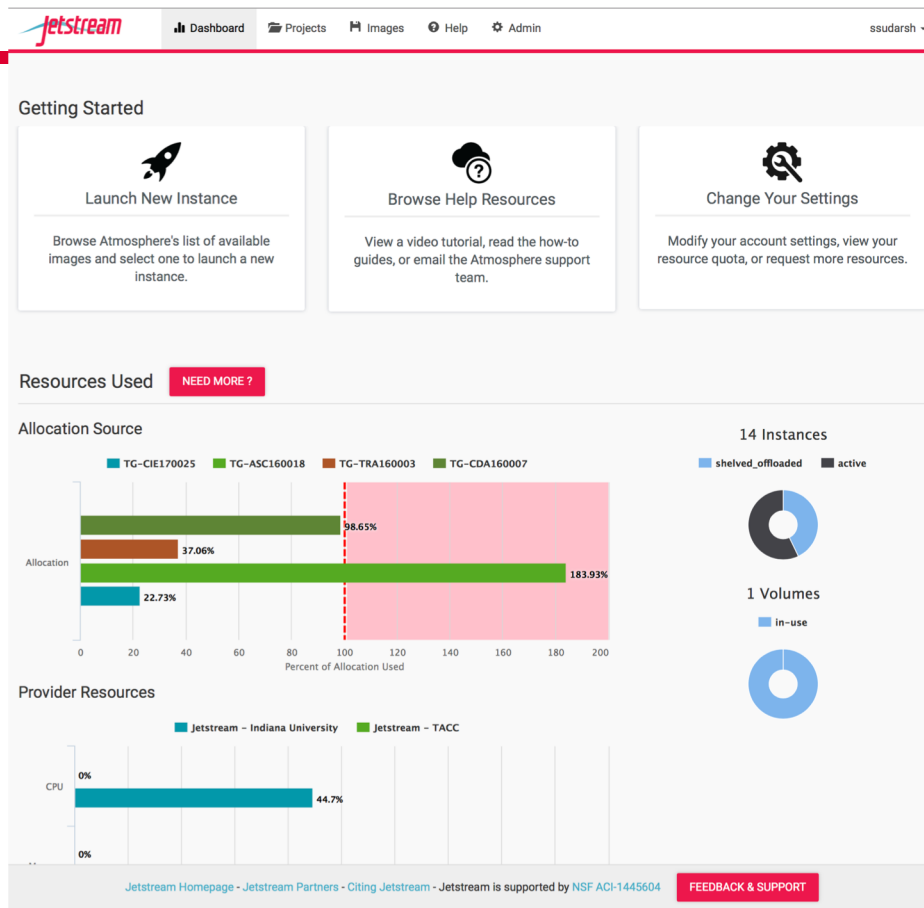 Jetstream
Dashboard
Projects
Images
Help
Admin
ssudarsh
Getting Started
Launch New Instance
Browse Atmosphere's list of available
images and select one to launch a new
instance.
Browse Help Resources
View a video tutorial, read the how-to
guides, or email the Atmosphere support
team.
Change Your Settings
Modify your account settings, view your
resource quota, or request more resources.
Resources Used
NEED MORE ?
Allocation Source
TG-CIE170025 TG-ASC160018 TG-TRA160003 TG-CDA160007
98.65%
37.06%
Allocation
183.93%
22.73%
0 20 40 60 80 100 120 140 160 180 200
Percent of Allocation Used
14 Instances
shelved_offloaded active
1 Volumes
in-use
Provider Resources
Jetstream - Indiana University Jetstream - TACC
0%
CPU
44.7%
0%
Jetstream Homepage - Jetstream Partners - Citing Jetstream - Jetstream is supported by NSF ACI-1445604
FEEDBACK & SUPPORT